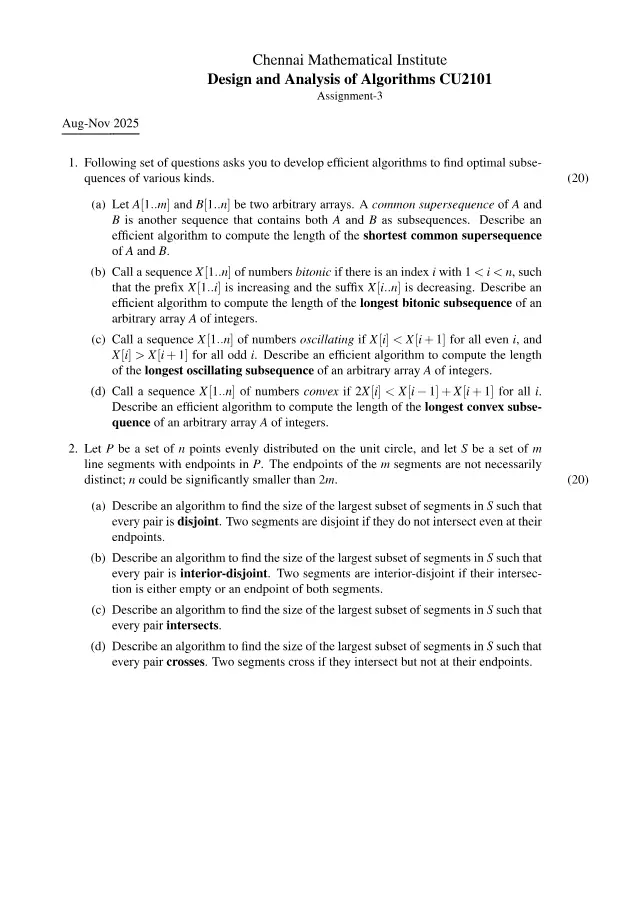 Chennai Mathematical Institute
Design and Analysis of Algorithms CU2101
Assignment-3
Aug-Nov 2025
1. Following set of questions asks you to develop efficient algorithms to find optimal subse-
quences of various kinds. (20)
(a) Let A[1..m] and B[1..n] be two arbitrary arrays. A common supersequence of A and
B is another sequence that contains both A and B as subsequences. Describe an
efficient algorithm to compute the length of the shortest common supersequence
of A and B.
(b) Call a sequence X[1..n] of numbers bitonic if there is an index i with 1 < i < n, such
that the prefix X[1..i] is increasing and the suffix X[i..n] is decreasing. Describe an
efficient algorithm to compute the length of the longest bitonic subsequence of an
arbitrary array A of integers.
(c) Call a sequence X[1..n] of numbers oscillating if X[i] < X[i+1] for all even i, and
X[i] > X[i+1] for all odd i. Describe an efficient algorithm to compute the length
of the longest oscillating subsequence of an arbitrary array A of integers.
(d) Call a sequence X[1..n] of numbers convex if 2X[i] < X[i−1]+X[i+1] for all i.
Describe an efficient algorithm to compute the length of the longest convex subse-
quence of an arbitrary array A of integers.
2. Let P be a set of n points evenly distributed on the unit circle, and let S be a set of m
line segments with endpoints in P. The endpoints of the m segments are not necessarily
distinct; n could be significantly smaller than 2m. (20)
(a) Describe an algorithm to find the size of the largest subset of segments in S such that
every pair is disjoint. Two segments are disjoint if they do not intersect even at their
endpoints.
(b) Describe an algorithm to find the size of the largest subset of segments in S such that
every pair is interior-disjoint. Two segments are interior-disjoint if their intersec-
tion is either empty or an endpoint of both segments.
(c) Describe an algorithm to find the size of the largest subset of segments in S such that
every pair intersects.
(d) Describe an algorithm to find the size of the largest subset of segments in S such that
every pair crosses. Two segments cross if they intersect but not at their endpoints.